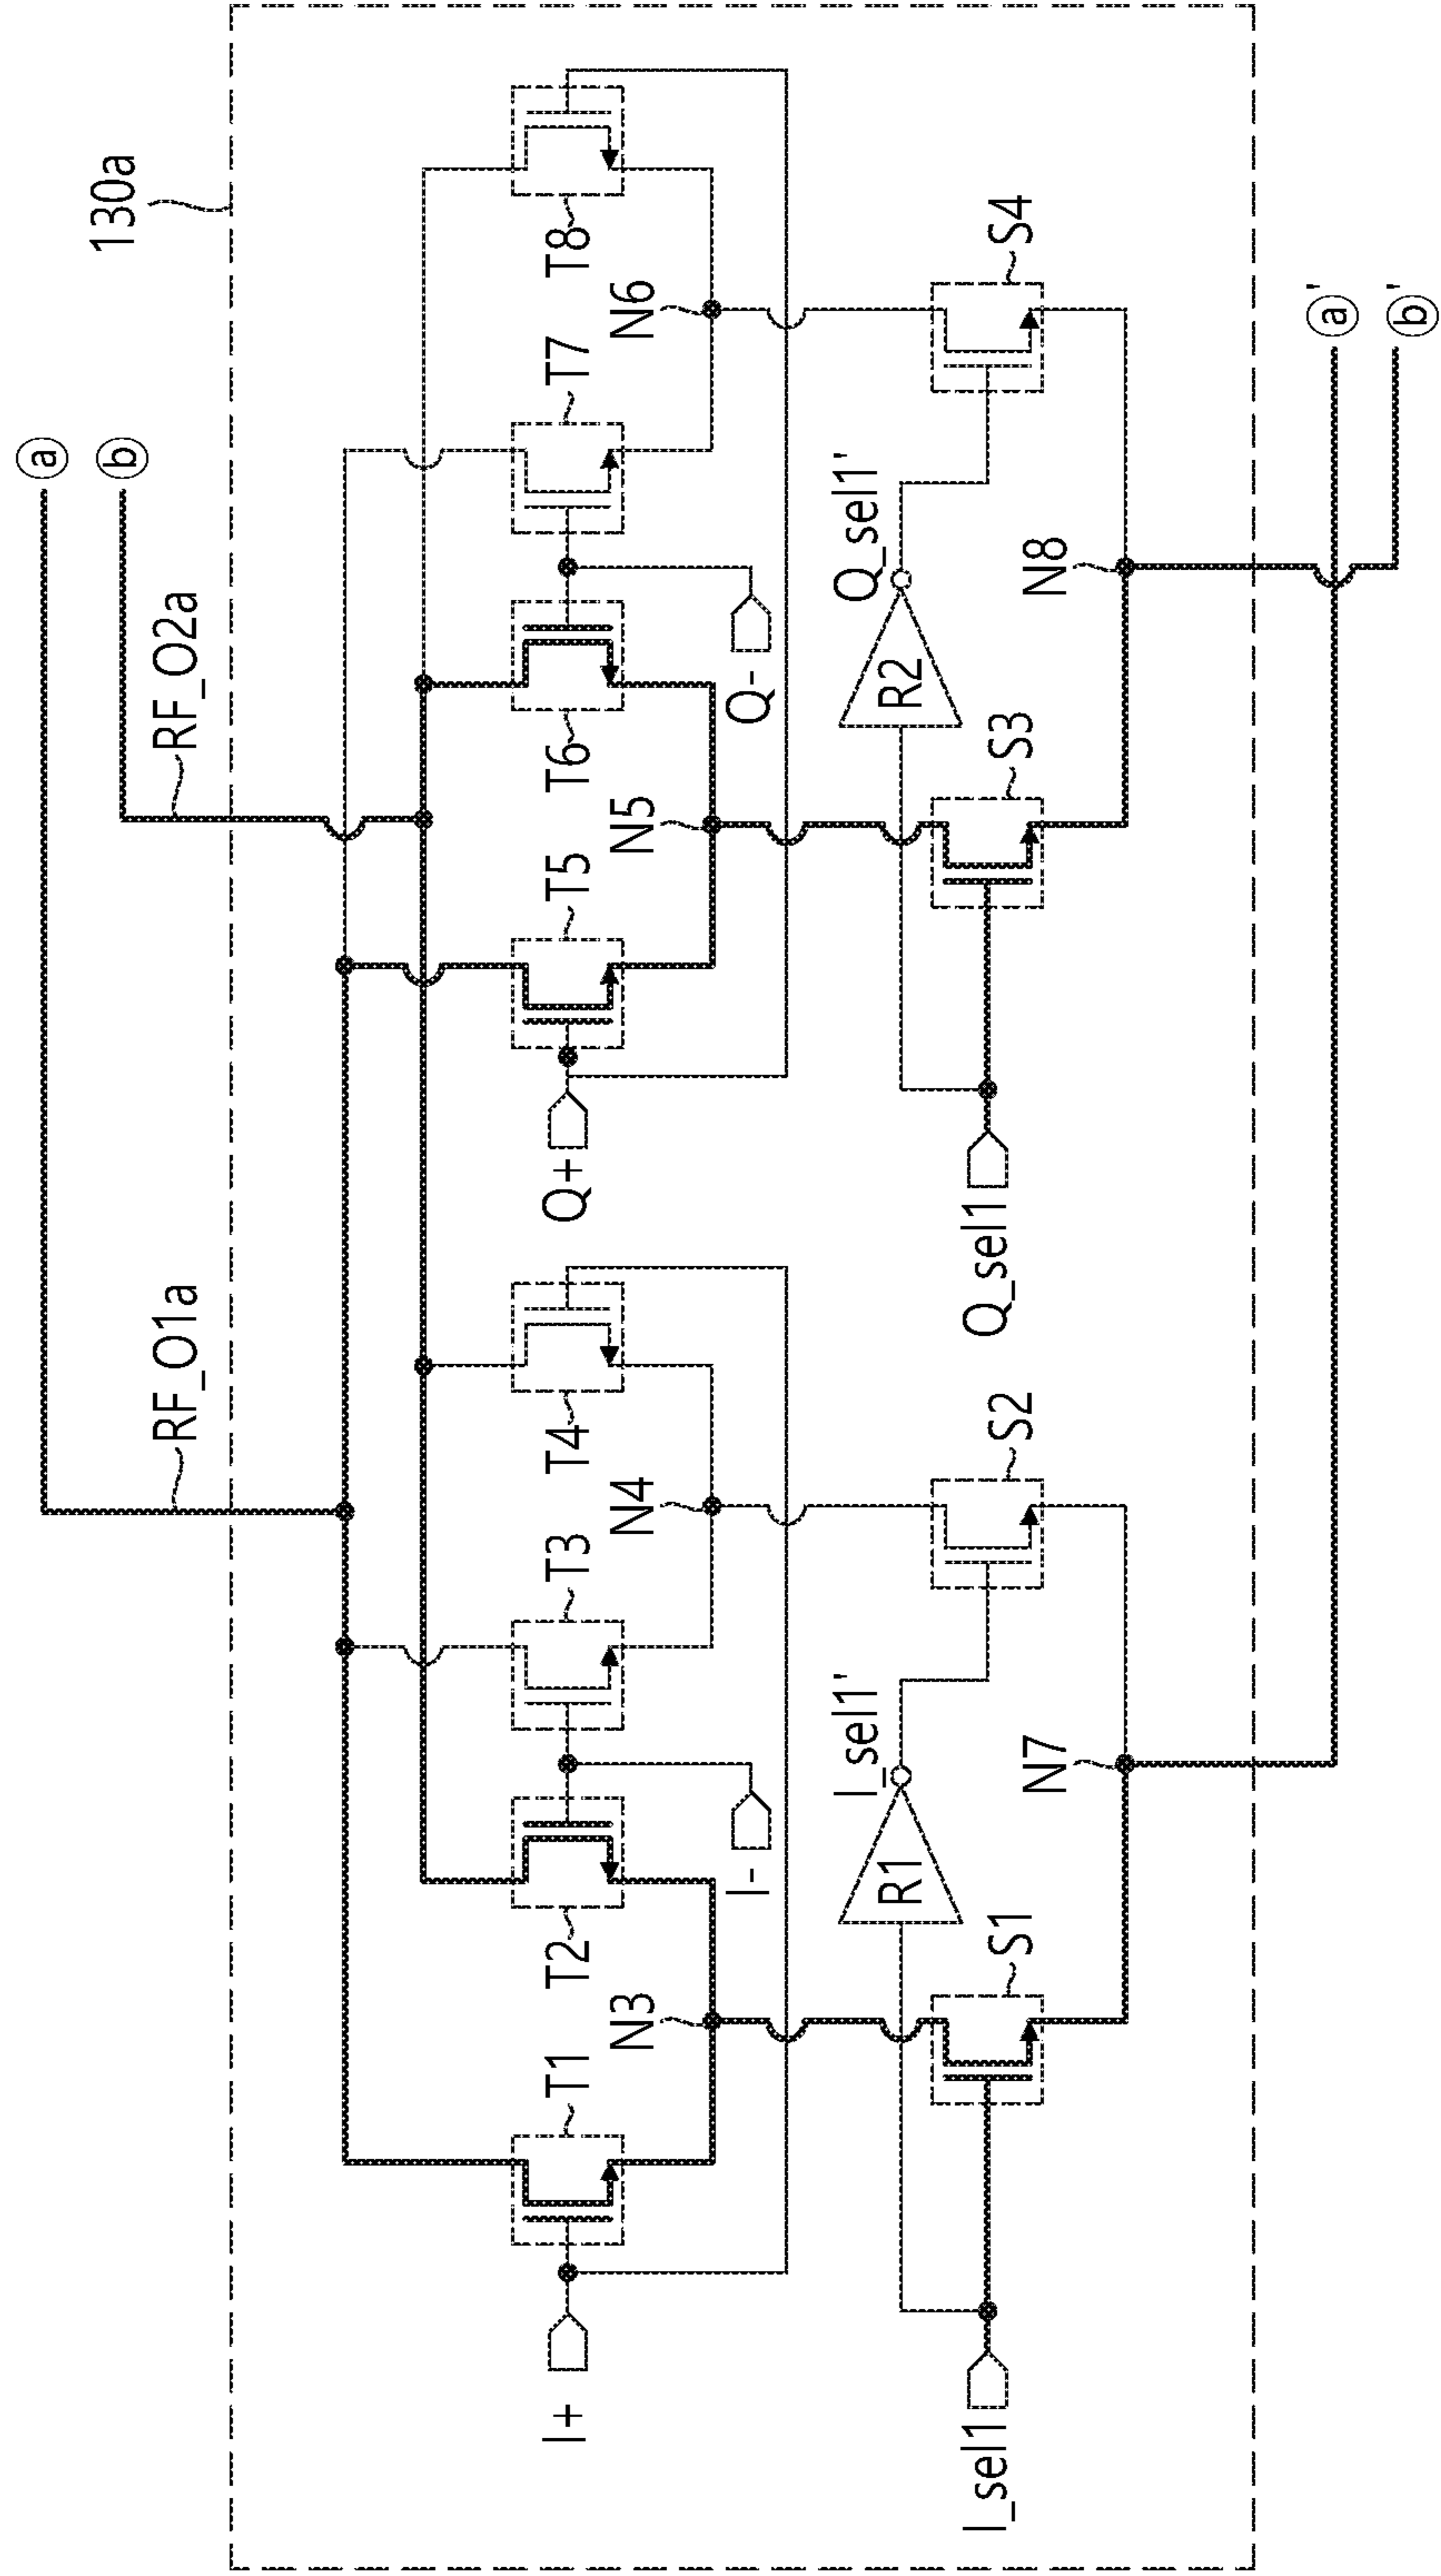 130a
ⓐ
ⓑ
RF_O1a
RF_O2a
I+
T1
T2
T3
T4
Q+
T5
T6
T7
T8
N3
N4
N5
N6
I-
Q-
R1
I_sel1'
R2
Q_sel1'
I_sel1
S1
S2
Q_sel1
S3
S4
N7
N8
ⓐ'
ⓑ'